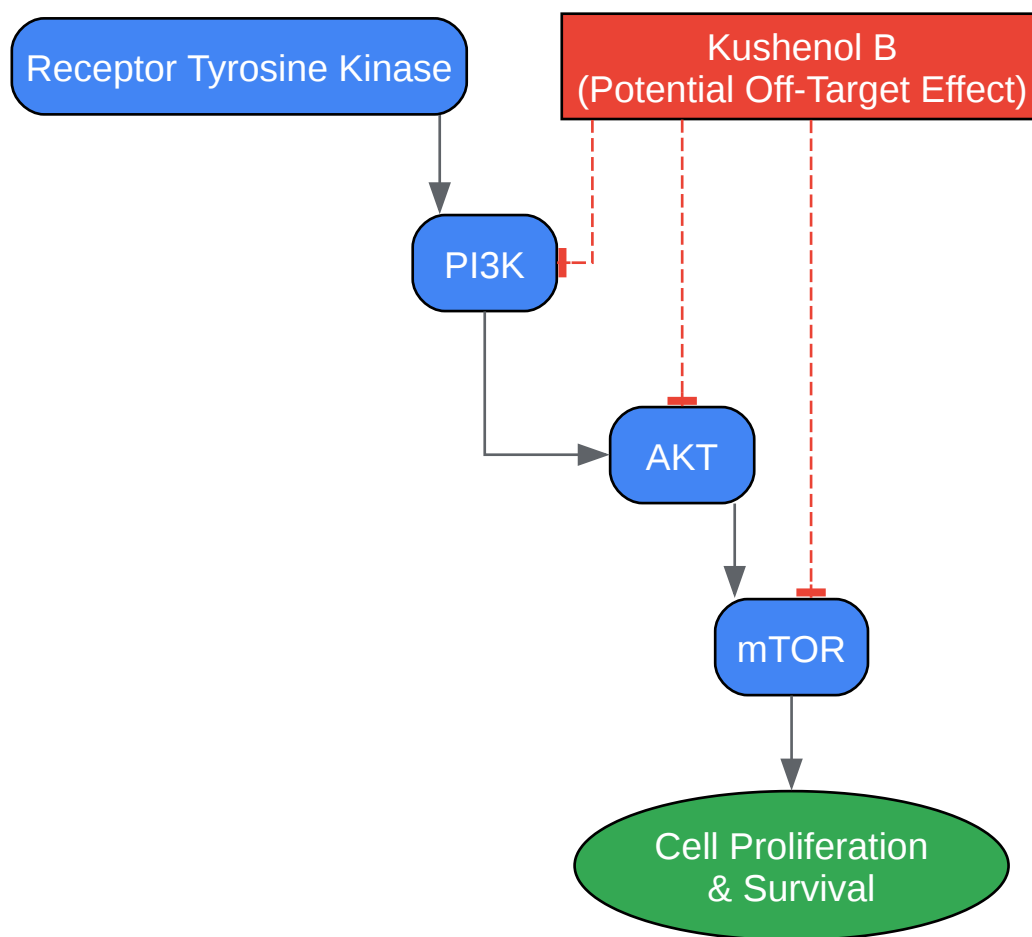 Receptor Tyrosine Kinase
Kushenol B
(Potential Off-Target Effect)
PI3K
AKT
mTOR
Cell Proliferation
& Survival